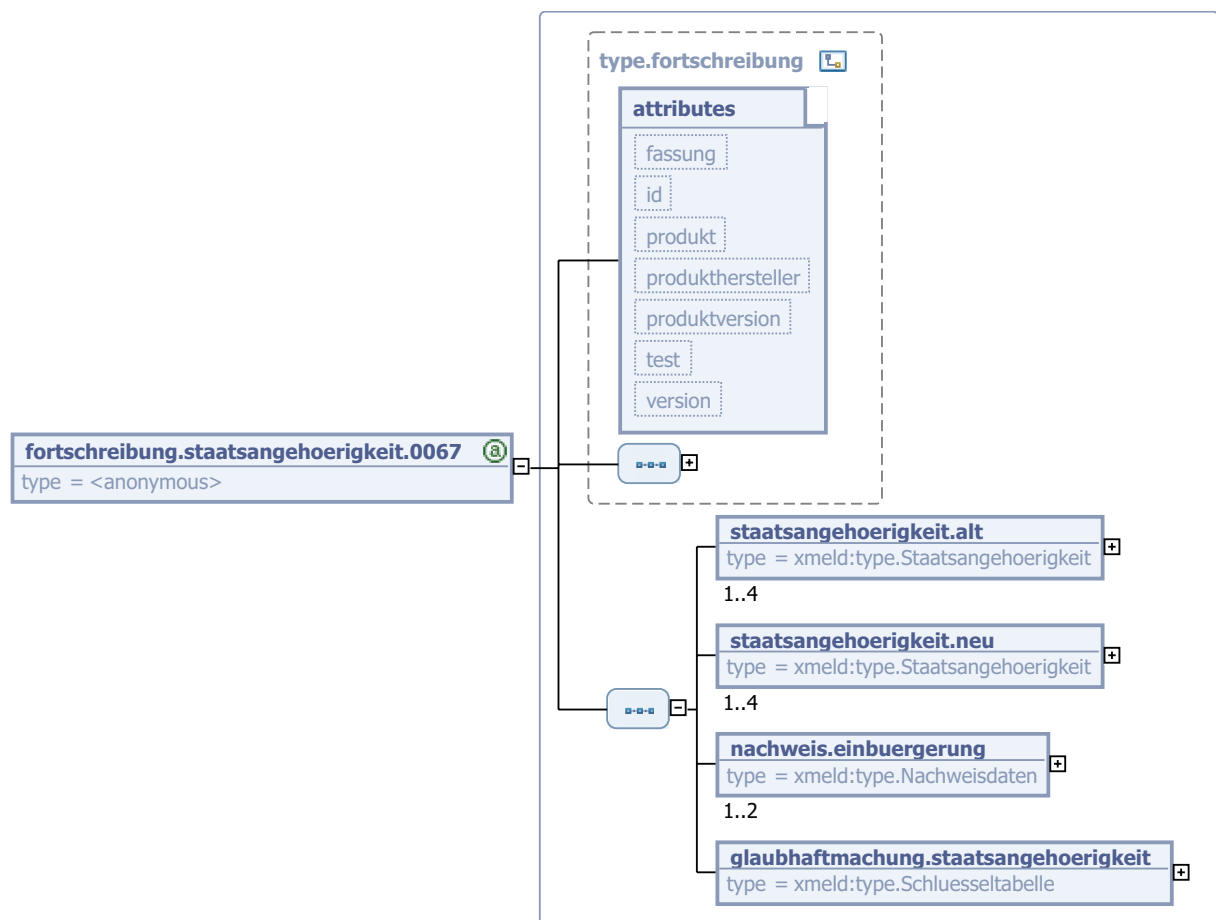 type.fortschreibung
attributes
fassung
id
produkt
produkthersteller
produktversion
test
version
fortschreibung.staatsangehoerigkeit.0067 @
type = <anonymous>
staatsangehoerigkeit.alt
type = xmeld:type.Staatsangehoerigkeit
1..4
staatsangehoerigkeit.neu
type = xmeld:type.Staatsangehoerigkeit
1..4
nachweis.einbuergerung
type = xmeld:type.Nachweisdaten
1..2
glaubhaftmachung.staatsangehoerigkeit
type = xmeld:type.Schluesseltabelle